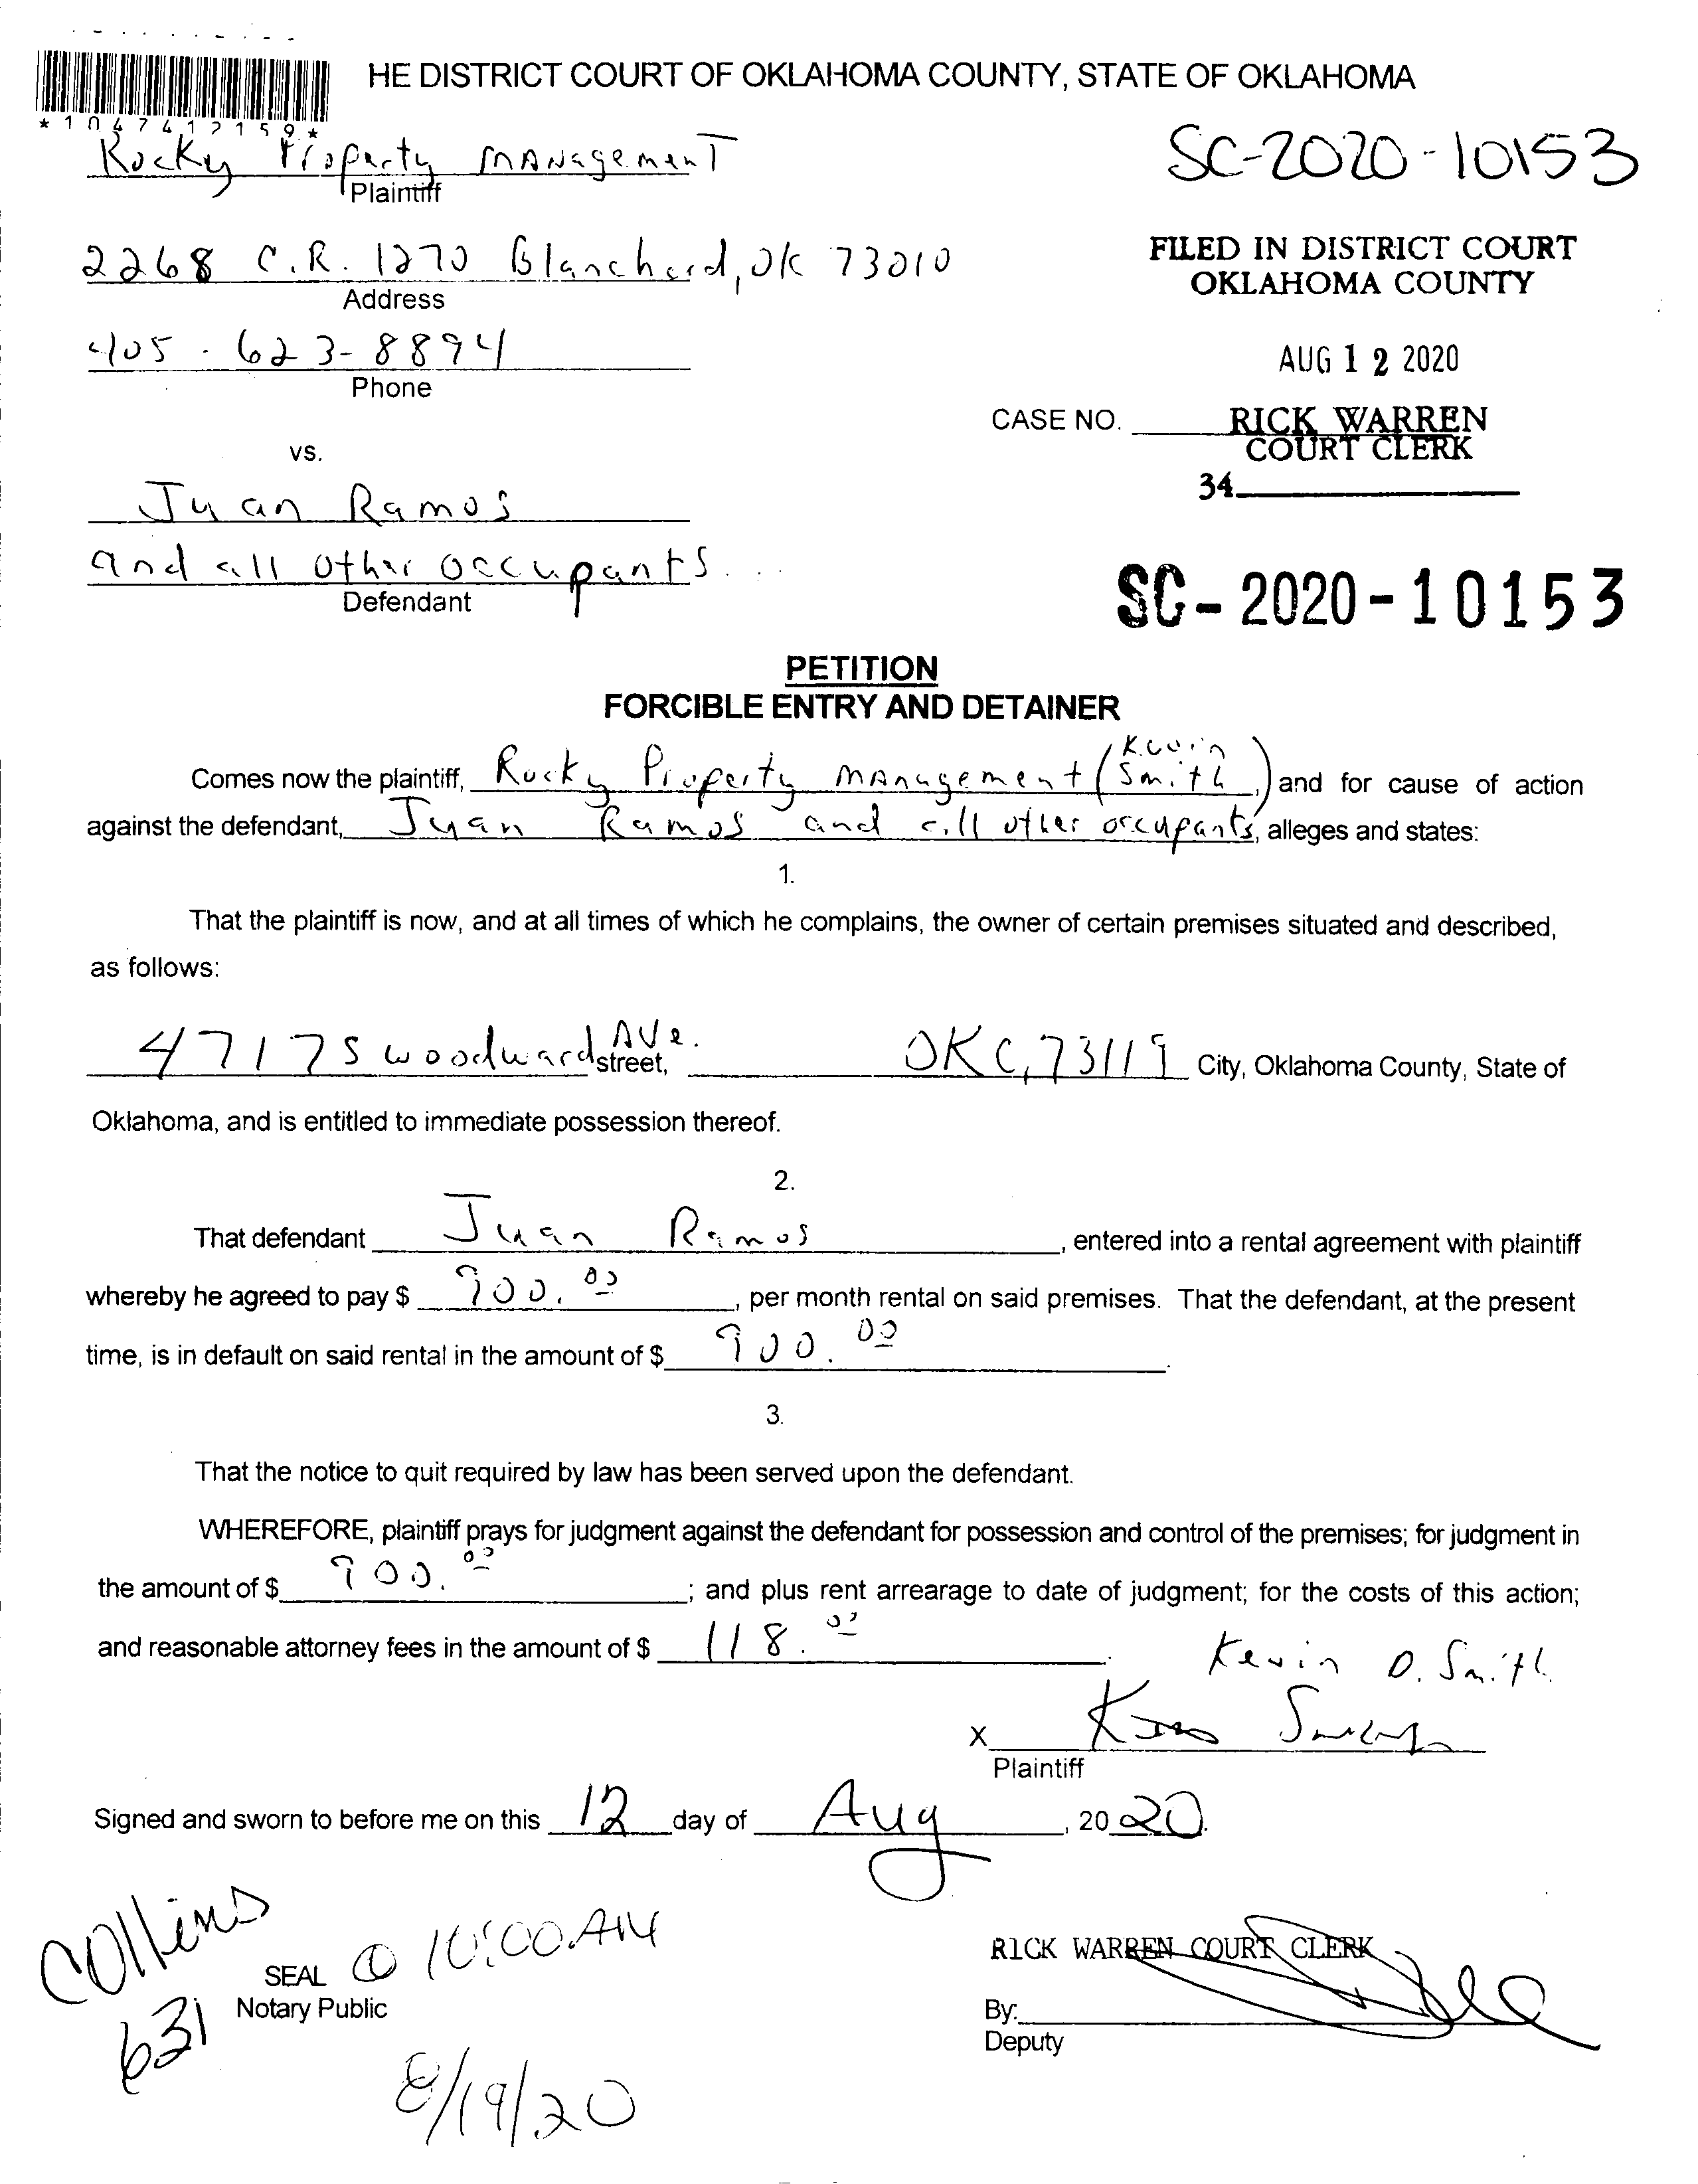 HE DISTRICT COURT OF OKLAHOMA COUNTY, STATE OF OKLAHOMA
*1047412159*
Rocky Property MANAgemenT
Plaintiff
SC-2020-10153
2268 C.R. 1270 Blanchard, OK 73010
Address
FILED IN DISTRICT COURT
OKLAHOMA COUNTY
405-623-8894
Phone
AUG 12 2020
CASE NO.
RICK WARREN
COURT CLERK
vs.
34
Juan Ramos
and all other occupants
Defendant
SC-2020-10153
PETITION
FORCIBLE ENTRY AND DETAINER
Comes now the plaintiff, Rocky Property MAnagement (Kevin Smith), and for cause of action
against the defendant, Juan Ramos and all other occupants, alleges and states:
1.
That the plaintiff is now, and at all times of which he complains, the owner of certain premises situated and described,
as follows:
4717 S woodward AVe. street, OKC, 73119 City, Oklahoma County, State of
Oklahoma, and is entitled to immediate possession thereof.
2.
That defendant Juan Ramos, entered into a rental agreement with plaintiff
whereby he agreed to pay $ 900.00, per month rental on said premises. That the defendant, at the present
time, is in default on said rental in the amount of $ 900.00.
3.
That the notice to quit required by law has been served upon the defendant.
WHEREFORE, plaintiff prays for judgment against the defendant for possession and control of the premises; for judgment in
the amount of $ 900.00; and plus rent arrearage to date of judgment; for the costs of this action;
and reasonable attorney fees in the amount of $ 118.00.
Kevin D. Smith
X
Plaintiff
Signed and sworn to before me on this 12 day of Aug, 2020.
Collins
631
SEAL
Notary Public
@ 10:00 AM
8/19/20
RICK WARREN COURT CLERK
By:
Deputy